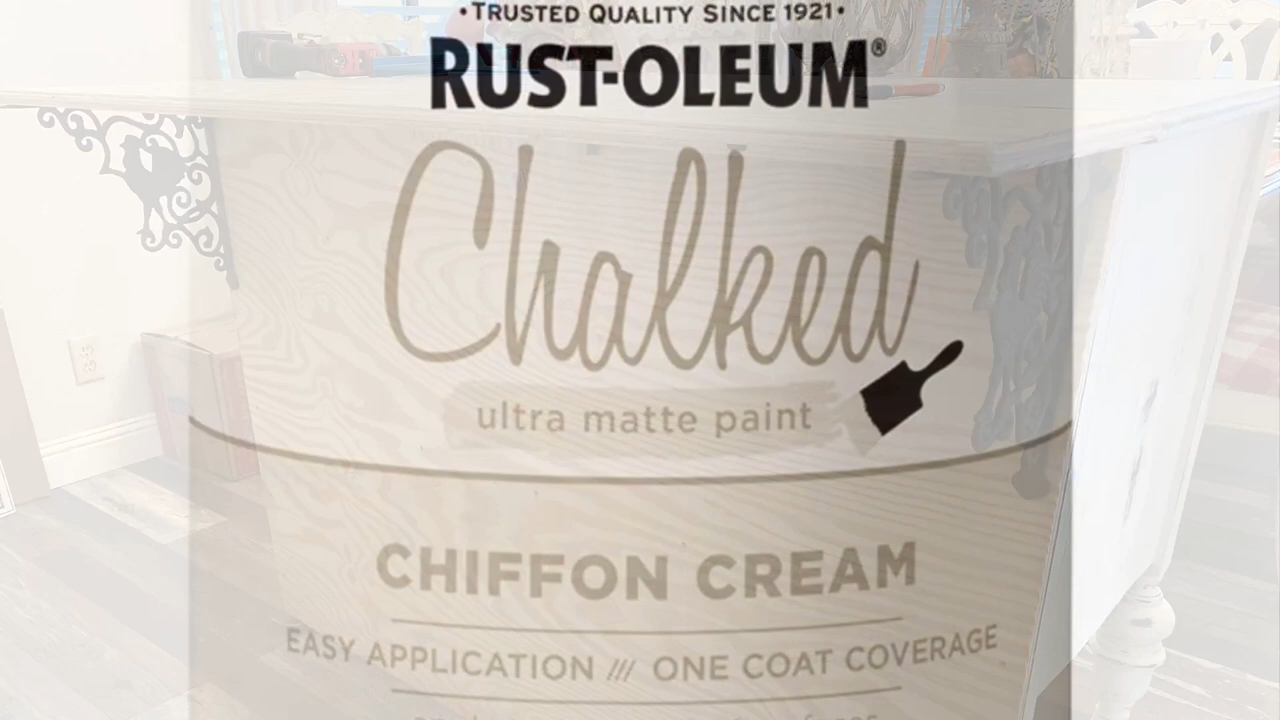 •TRUSTED QUALITY SINCE 1921•
RUST-OLEUM®
Chalked
ultra matte paint
CHIFFON CREAM
EASY APPLICATION /// ONE COAT COVERAGE